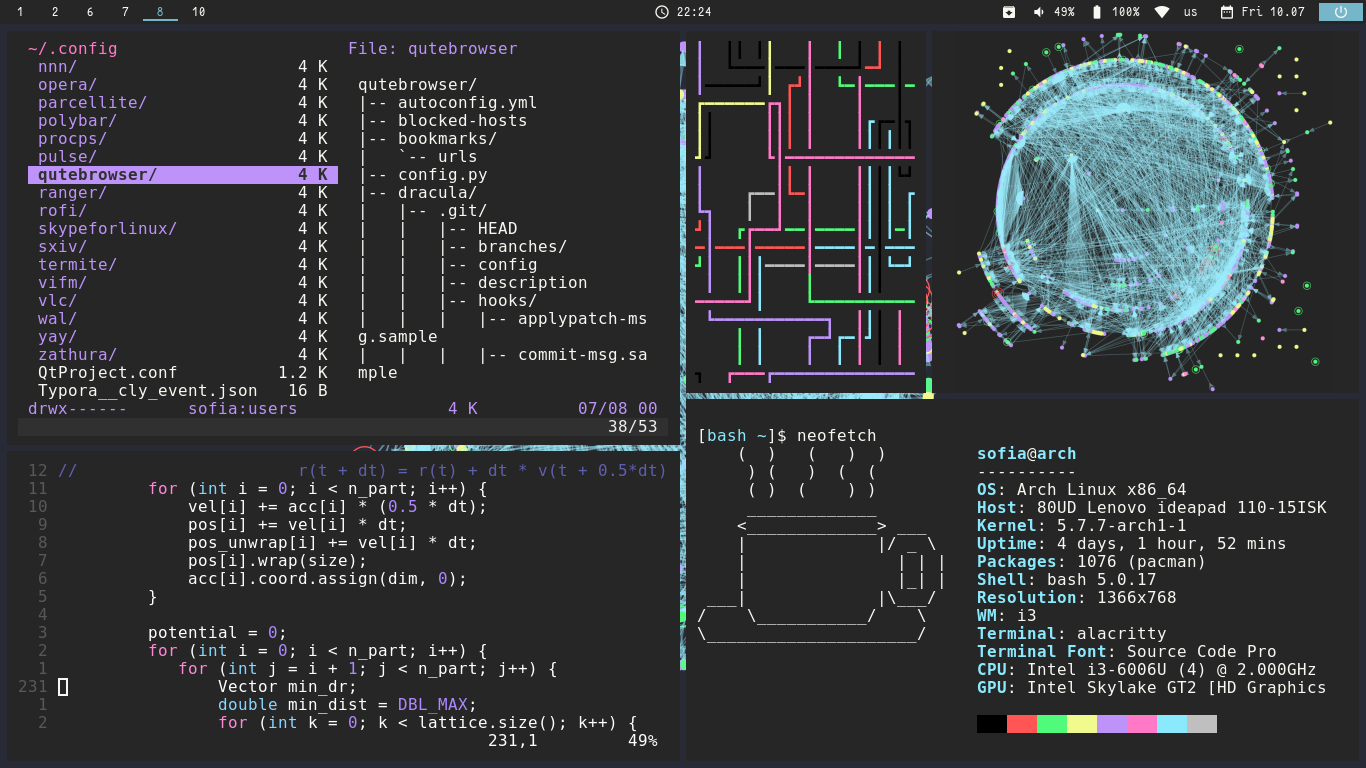 1 2 6 7 8 10
22:24
49% 100% us Fri 10.07
~/.config
nnn/ 4 K
opera/ 4 K
parcellite/ 4 K
polybar/ 4 K
procps/ 4 K
pulse/ 4 K
qutebrowser/ 4 K
ranger/ 4 K
rofi/ 4 K
skypeforlinux/ 4 K
sxiv/ 4 K
termite/ 4 K
vifm/ 4 K
vlc/ 4 K
wal/ 4 K
yay/ 4 K
zathura/ 4 K
QtProject.conf 1.2 K
Typora__cly_event.json 16 B
File: qutebrowser
qutebrowser/
|-- autoconfig.yml
|-- blocked-hosts
|-- bookmarks/
|   `-- urls
|-- config.py
|-- dracula/
|   |-- .git/
|   |   |-- HEAD
|   |   |-- branches/
|   |   |-- config
|   |   |-- description
|   |   |-- hooks/
|   |   |   |-- applypatch-ms
g.sample
|   |   |   |-- commit-msg.sa
mple
drwx------ sofia:users 4 K 07/08 00
38/53
12 // r(t + dt) = r(t) + dt * v(t + 0.5*dt)
11 for (int i = 0; i < n_part; i++) {
10 vel[i] += acc[i] * (0.5 * dt);
9 pos[i] += vel[i] * dt;
8 pos_unwrap[i] += vel[i] * dt;
7 pos[i].wrap(size);
6 acc[i].coord.assign(dim, 0);
5 }
4
3 potential = 0;
2 for (int i = 0; i < n_part; i++) {
1 for (int j = i + 1; j < n_part; j++) {
231 Vector min_dr;
1 double min_dist = DBL_MAX;
2 for (int k = 0; k < lattice.size(); k++) {
231,1 49%
[bash ~]$ neofetch
sofia@arch
----------
OS: Arch Linux x86_64
Host: 80UD Lenovo ideapad 110-15ISK
Kernel: 5.7.7-arch1-1
Uptime: 4 days, 1 hour, 52 mins
Packages: 1076 (pacman)
Shell: bash 5.0.17
Resolution: 1366x768
WM: i3
Terminal: alacritty
Terminal Font: Source Code Pro
CPU: Intel i3-6006U (4) @ 2.000GHz
GPU: Intel Skylake GT2 [HD Graphics